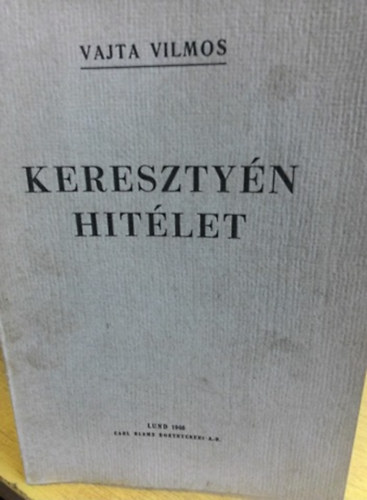 VAJTA VILMOS
KERESZTYÉN
HITÉLET
LUND
CARL BLOMS BOKTRYCKERI A.-B.